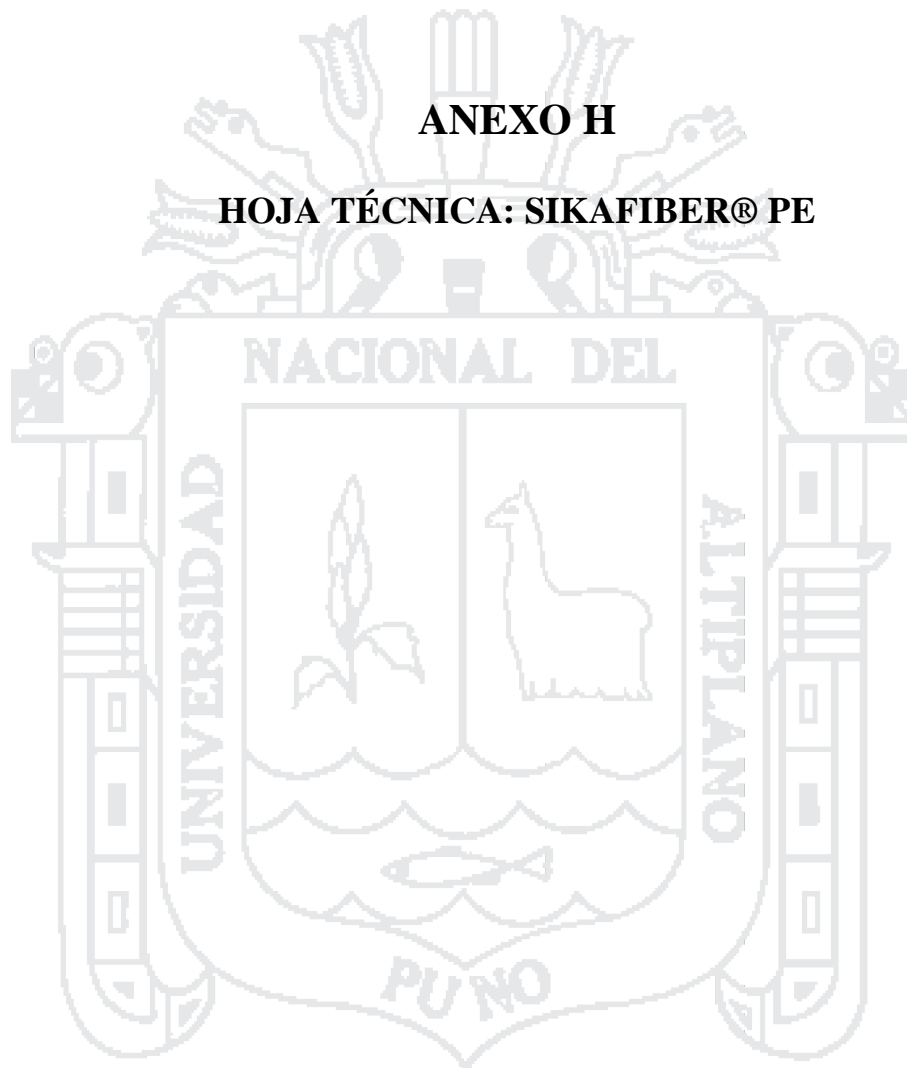 ANEXO H
HOJA TÉCNICA: SIKAFIBER® PE
NACIONAL DEL
UNIVERSIDAD
ALTIPLANO
PUNO